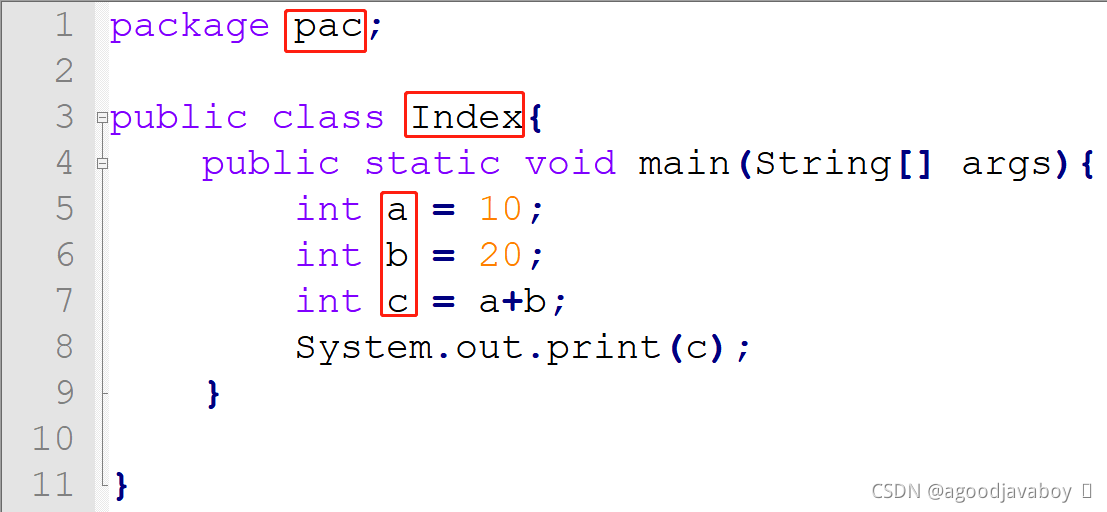 1 package pac;
2
3 public class Index{
4 public static void main(String[] args){
5 int a = 10;
6 int b = 20;
7 int c = a+b;
8 System.out.print(c);
9 }
10
11 }
CSDN @agoodjavaboy